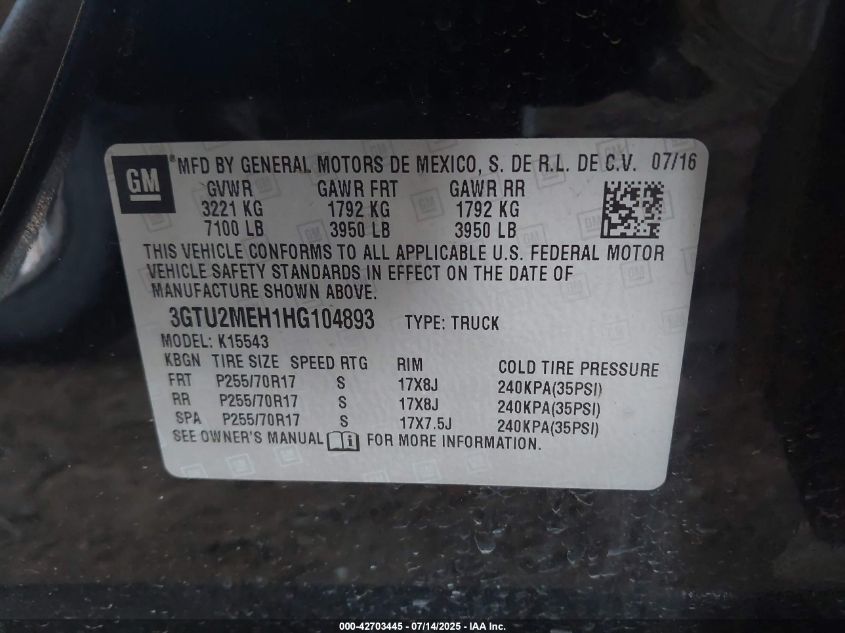 GM ® MFD BY GENERAL MOTORS DE MEXICO, S. DE R.L. DE C.V. 07/16
GVWR GAWR FRT GAWR RR
3221 KG 1792 KG 1792 KG
7100 LB 3950 LB 3950 LB
THIS VEHICLE CONFORMS TO ALL APPLICABLE U.S. FEDERAL MOTOR
VEHICLE SAFETY STANDARDS IN EFFECT ON THE DATE OF
MANUFACTURE SHOWN ABOVE.
3GTU2MEH1HG104893 TYPE: TRUCK
MODEL: K15543
KBGN TIRE SIZE SPEED RTG RIM COLD TIRE PRESSURE
FRT P255/70R17 S 17X8J 240KPA(35PSI)
RR P255/70R17 S 17X8J 240KPA(35PSI)
SPA P255/70R17 S 17X7.5J 240KPA(35PSI)
SEE OWNER'S MANUAL FOR MORE INFORMATION.
000-42703445 - 07/14/2025 - IAA Inc.